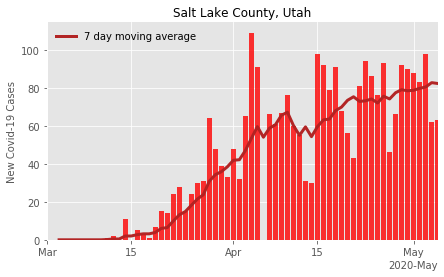 Salt Lake County, Utah
7 day moving average
New Covid-19 Cases
100
80
60
40
20
0
Mar
15
Apr
15
May
2020-May